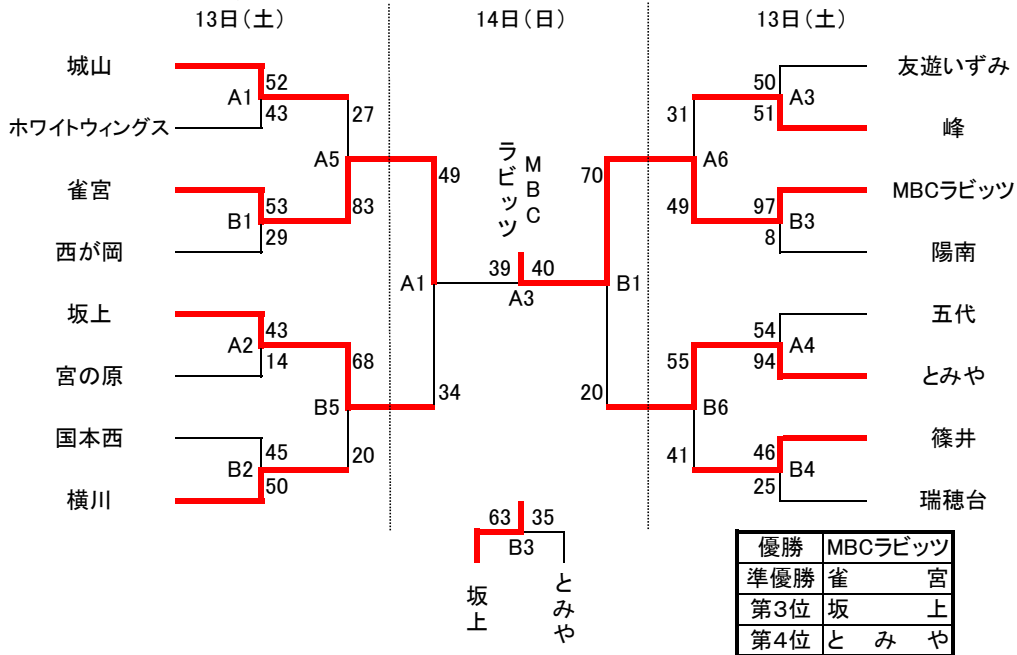 13日(土) 14日(日) 13日(土)
城山 52 50 友遊いずみ
A1 A3
ホワイトウィングス 43 27 31 51 峰
A5 MBCラビッツ A6
雀宮 53 83 49 70 49 97 MBCラビッツ
B1 B3
西が岡 29 8 陽南
A1 39 40 B1
A3
坂上 43 54 五代
A2 A4
宮の原 14 68 34 20 55 94 とみや
B5 B6
国本西 45 20 41 46 篠井
B2 B4
横川 50 25 瑞穂台
63 35
B3
坂上 とみや
優勝 MBCラビッツ
準優勝 雀宮
第3位 坂上
第4位 とみや